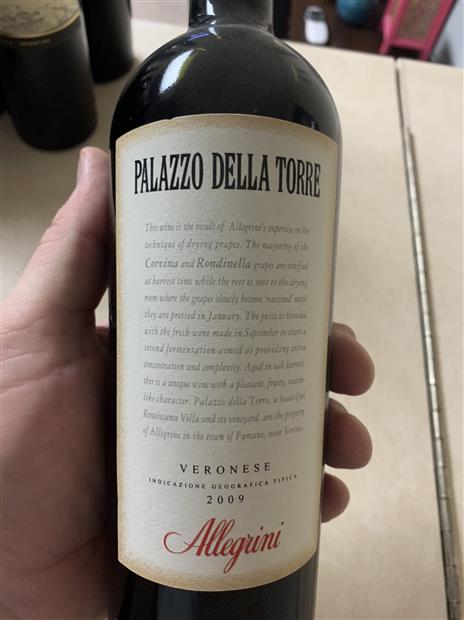 PALAZZO DELLA TORRE
This wine is the result of Allegrini's expertise in the
technique of drying grapes. The majority of the
Corvina and Rondinella grapes are vinified
at harvest time while the rest is sent to the drying
room where the grapes slowly become 'raisined' until
they are pressed in January. The juice is blended
with the fresh wine made in September to start a
second fermentation aimed at providing extra
concentration and complexity. Aged in oak barrels,
this is a unique wine with a pleasant, fruity, raisin-
like character. Palazzo della Torre, a beautiful
Renaissance Villa and its vineyard, are the property
of Allegrini in the town of Fumane, near Verona.
VERONESE
INDICAZIONE GEOGRAFICA TIPICA
2009
Allegrini